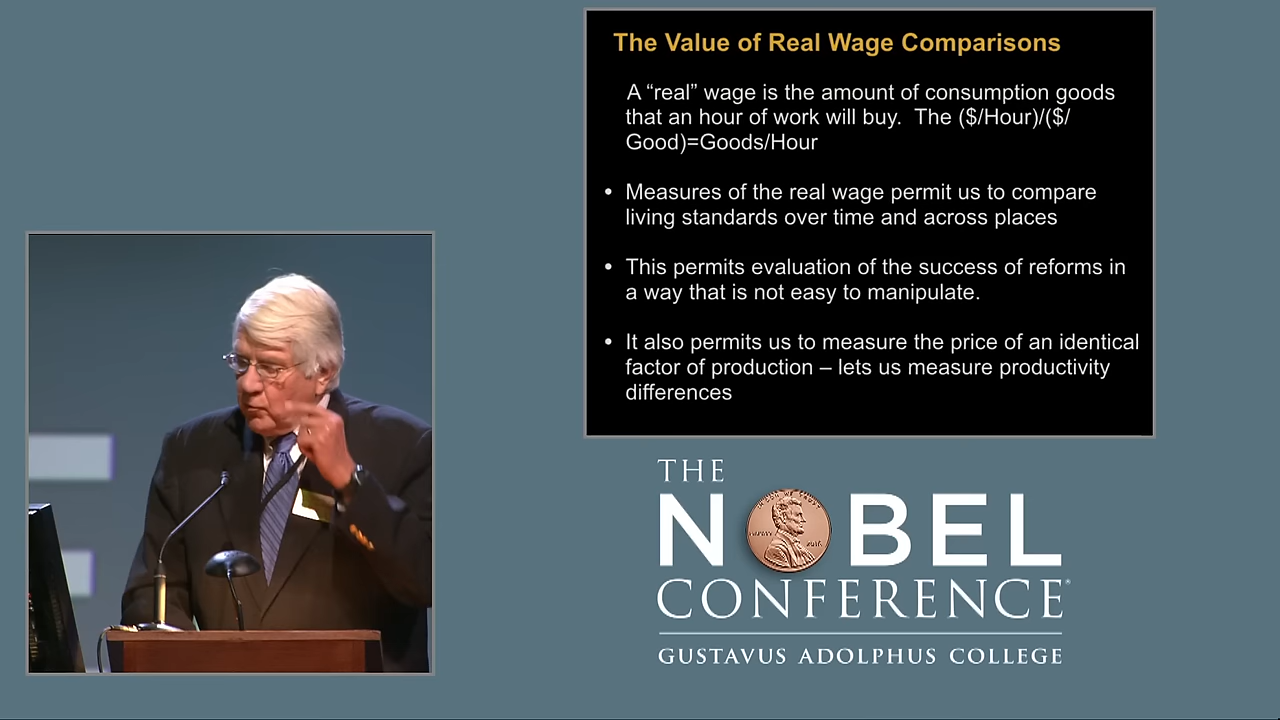 The Value of Real Wage Comparisons
A “real” wage is the amount of consumption goods
that an hour of work will buy.  The ($/Hour)/($/
Good)=Goods/Hour
• Measures of the real wage permit us to compare
living standards over time and across places
• This permits evaluation of the success of reforms in
a way that is not easy to manipulate.
• It also permits us to measure the price of an identical
factor of production – lets us measure productivity
differences
THE
NOBEL
CONFERENCE®
GUSTAVUS ADOLPHUS COLLEGE